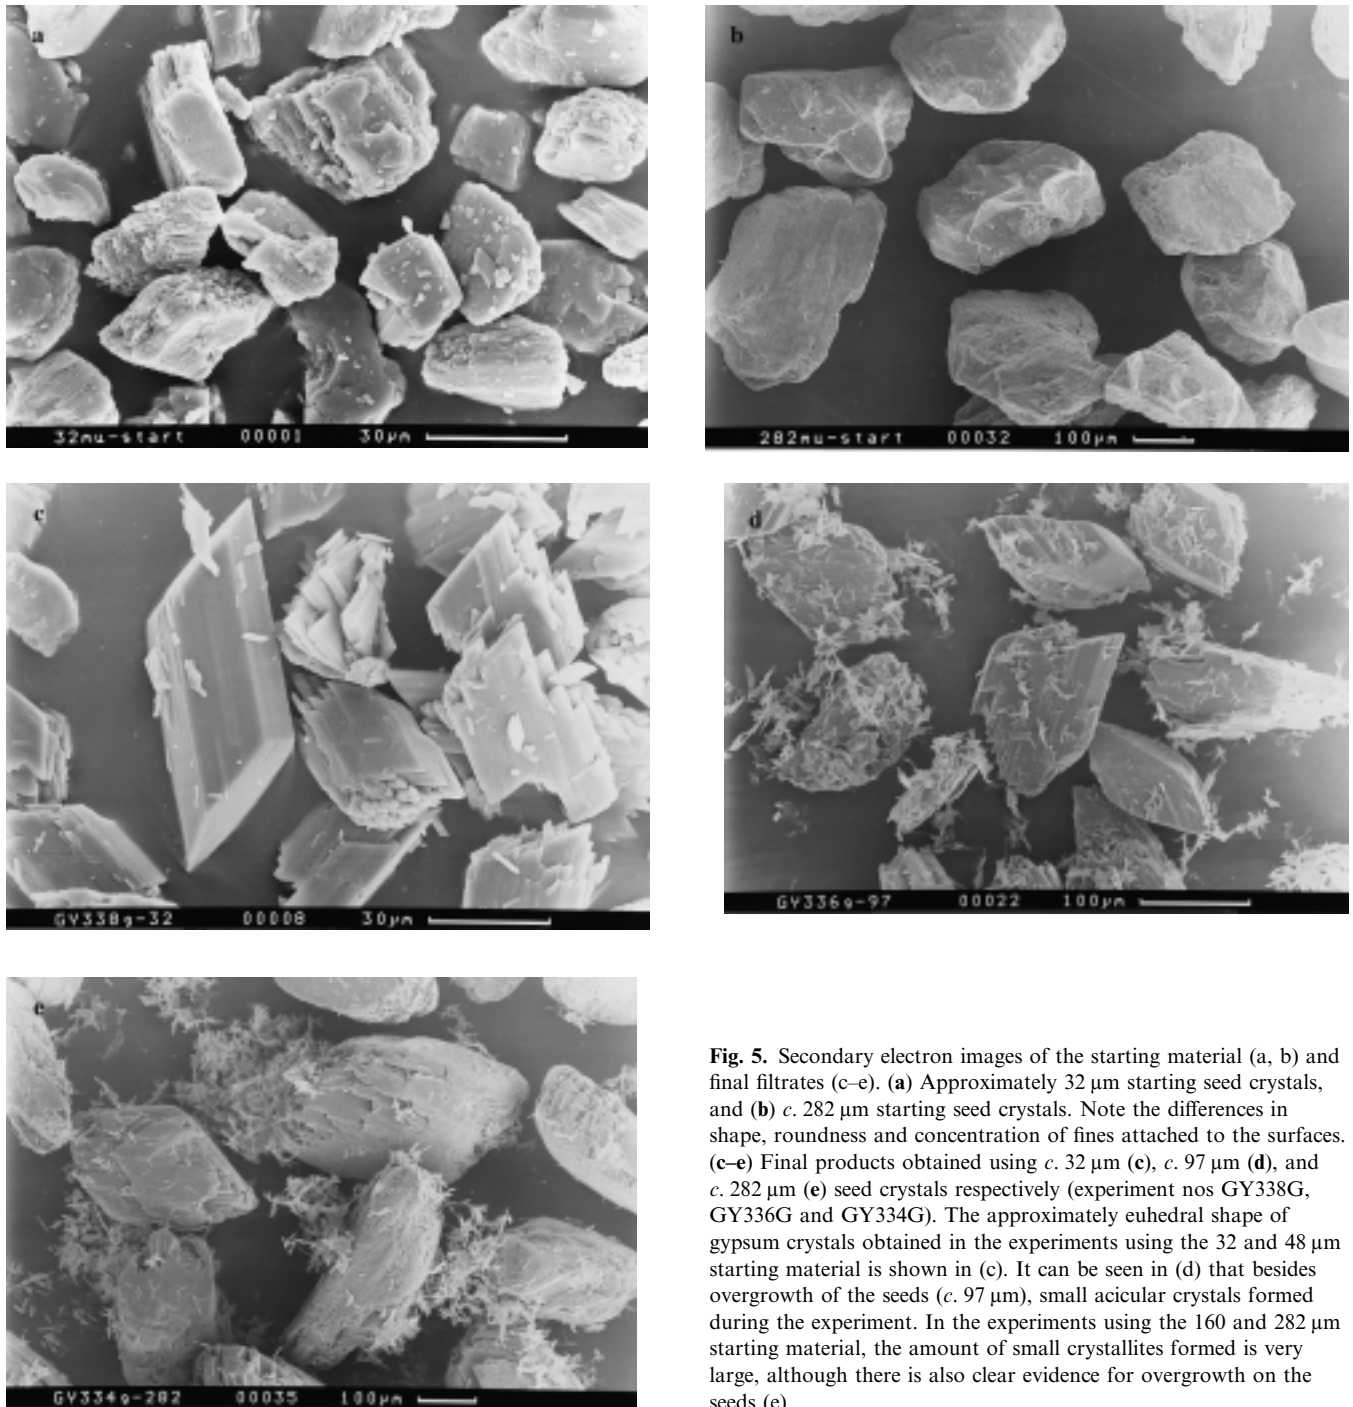 a
32mu-start 00001 30µm
b
282mu-start 00032 100µm
c
GY338g-32 00008 30µm
d
GY336g-97 00022 100µm
e
GY334g-282 00035 100µm
Fig. 5. Secondary electron images of the starting material (a, b) and
final filtrates (c–e). (a) Approximately 32 µm starting seed crystals,
and (b) c. 282 µm starting seed crystals. Note the differences in
shape, roundness and concentration of fines attached to the surfaces.
(c–e) Final products obtained using c. 32 µm (c), c. 97 µm (d), and
c. 282 µm (e) seed crystals respectively (experiment nos GY338G,
GY336G and GY334G). The approximately euhedral shape of
gypsum crystals obtained in the experiments using the 32 and 48 µm
starting material is shown in (c). It can be seen in (d) that besides
overgrowth of the seeds (c. 97 µm), small acicular crystals formed
during the experiment. In the experiments using the 160 and 282 µm
starting material, the amount of small crystallites formed is very
large, although there is also clear evidence for overgrowth on the
seeds (e)